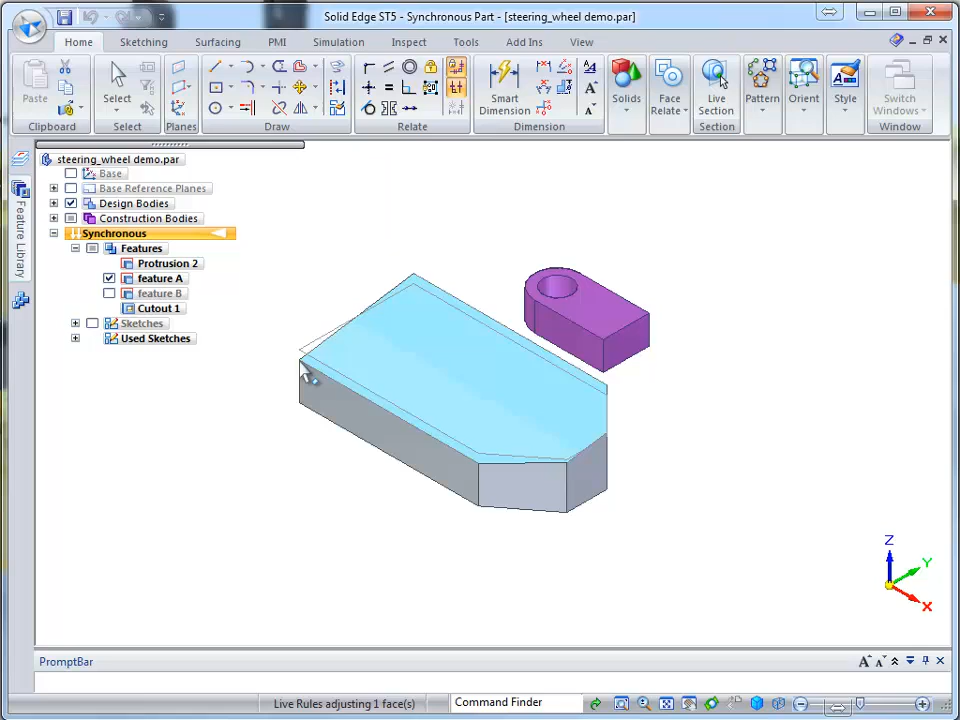 Solid Edge ST5 - Synchronous Part - [steering_wheel demo.par]
Home Sketching Surfacing PMI Simulation Inspect Tools Add Ins View
Paste
Clipboard
Select
Select
Planes
Draw
Relate
Smart Dimension
Dimension
Solids
Face Relate
Live Section
Section
Pattern
Orient
Style
Switch Windows
Window
Feature Library
steering_wheel demo.par
Base
Base Reference Planes
Design Bodies
Construction Bodies
Synchronous
Features
Protrusion 2
feature A
feature B
Cutout 1
Sketches
Used Sketches
Z
Y
X
PromptBar
Live Rules adjusting 1 face(s)
Command Finder